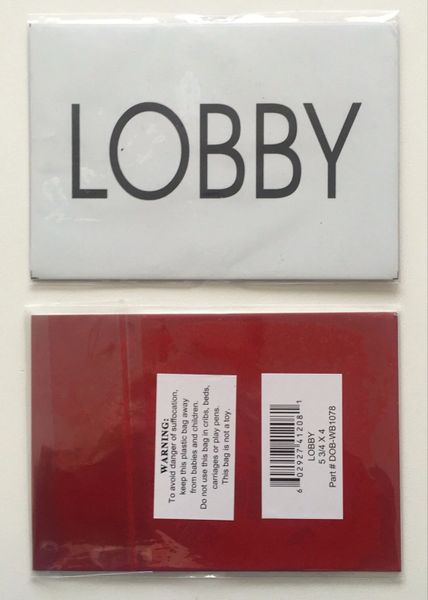 LOBBY
WARNING:
To avoid danger of suffocation,
keep this plastic bag away
from babies and children.
Do not use this bag in cribs, beds,
carriages or play pens.
This bag is not a toy.
6 02927 41208 1
LOBBY
5 3/4 X 4
Part # DOB-WB1078